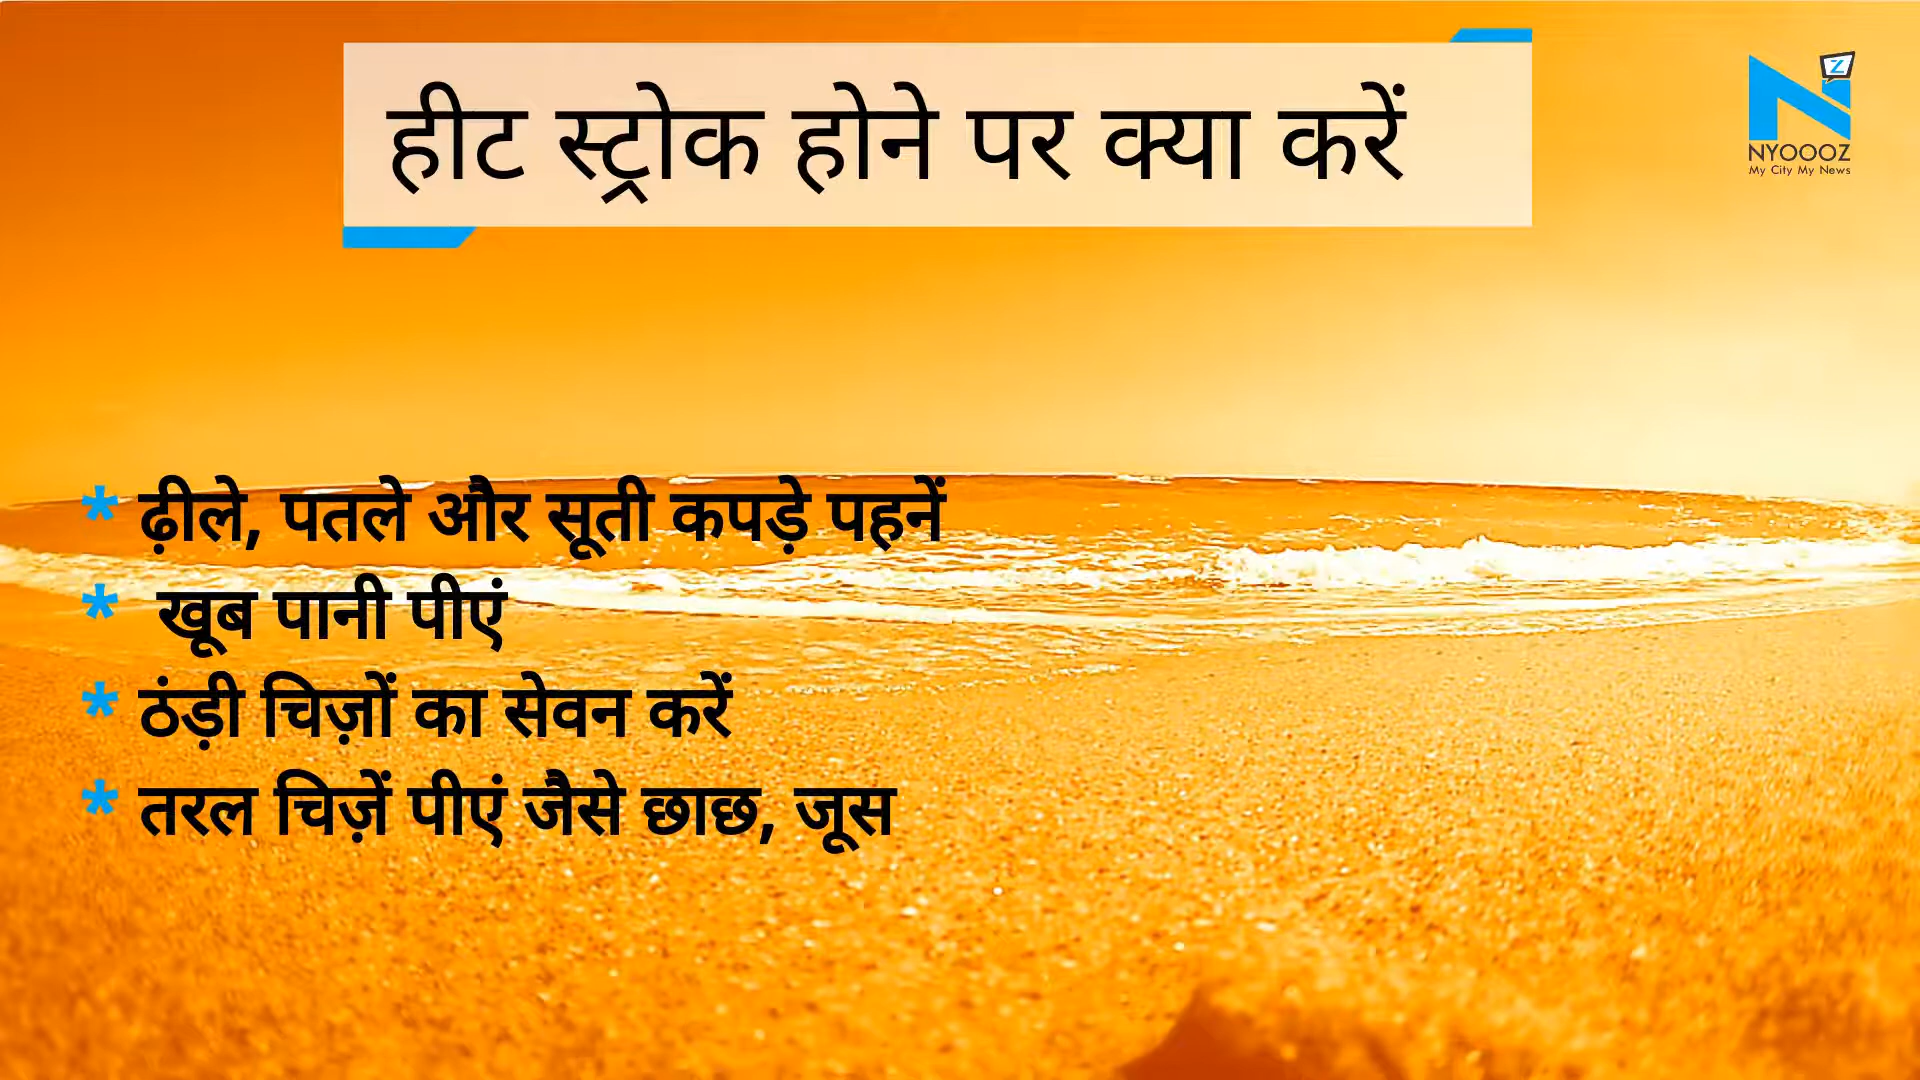 हीट स्ट्रोक होने पर क्या करें
Z
NYOOOZ
My City My News
* ढ़ीले, पतले और सूती कपड़े पहनें
* खूब पानी पीएं
* ठंड़ी चिज़ों का सेवन करें
* तरल चिज़ें पीएं जैसे छाछ, जूस